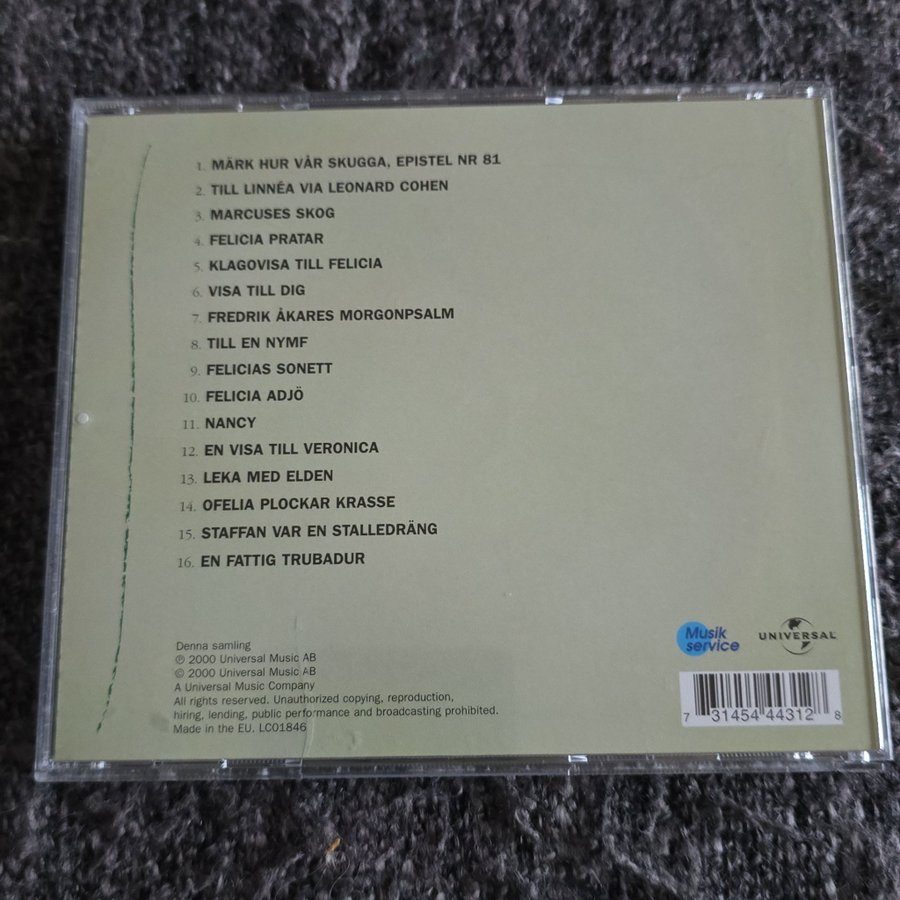 1. MÄRK HUR VÅR SKUGGA, EPISTEL NR 81
2. TILL LINNÉA VIA LEONARD COHEN
3. MARCUSES SKOG
4. FELICIA PRATAR
5. KLAGOVISA TILL FELICIA
6. VISA TILL DIG
7. FREDRIK ÅKARES MORGONPSALM
8. TILL EN NYMF
9. FELICIAS SONETT
10. FELICIA ADJÖ
11. NANCY
12. EN VISA TILL VERONICA
13. LEKA MED ELDEN
14. OFELIA PLOCKAR KRASSE
15. STAFFAN VAR EN STALLEDRÄNG
16. EN FATTIG TRUBADUR
Denna samling
℗ 2000 Universal Music AB
© 2000 Universal Music AB
A Universal Music Company
All rights reserved. Unauthorized copying, reproduction,
hiring, lending, public performance and broadcasting prohibited.
Made in the EU. LC01846
Musik
service
UNIVERSAL
7 31454 44312 8